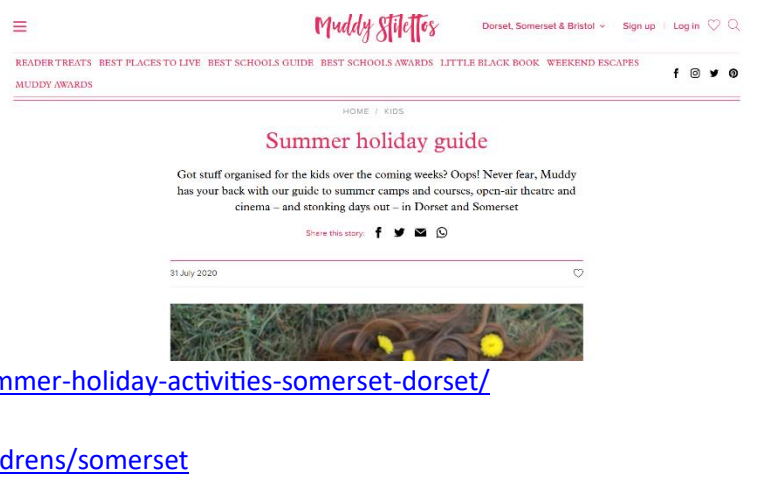 Muddy Stilettos
Dorset, Somerset & Bristol
Sign up | Log in
READER TREATS BEST PLACES TO LIVE BEST SCHOOLS GUIDE BEST SCHOOLS AWARDS LITTLE BLACK BOOK WEEKEND ESCAPES
MUDDY AWARDS
HOME / KIDS
Summer holiday guide
Got stuff organised for the kids over the coming weeks? Oops! Never fear, Muddy
has your back with our guide to summer camps and courses, open-air theatre and
cinema – and stonking days out – in Dorset and Somerset
Share this story:
31 July 2020
mmer-holiday-activities-somerset-dorset/
drens/somerset